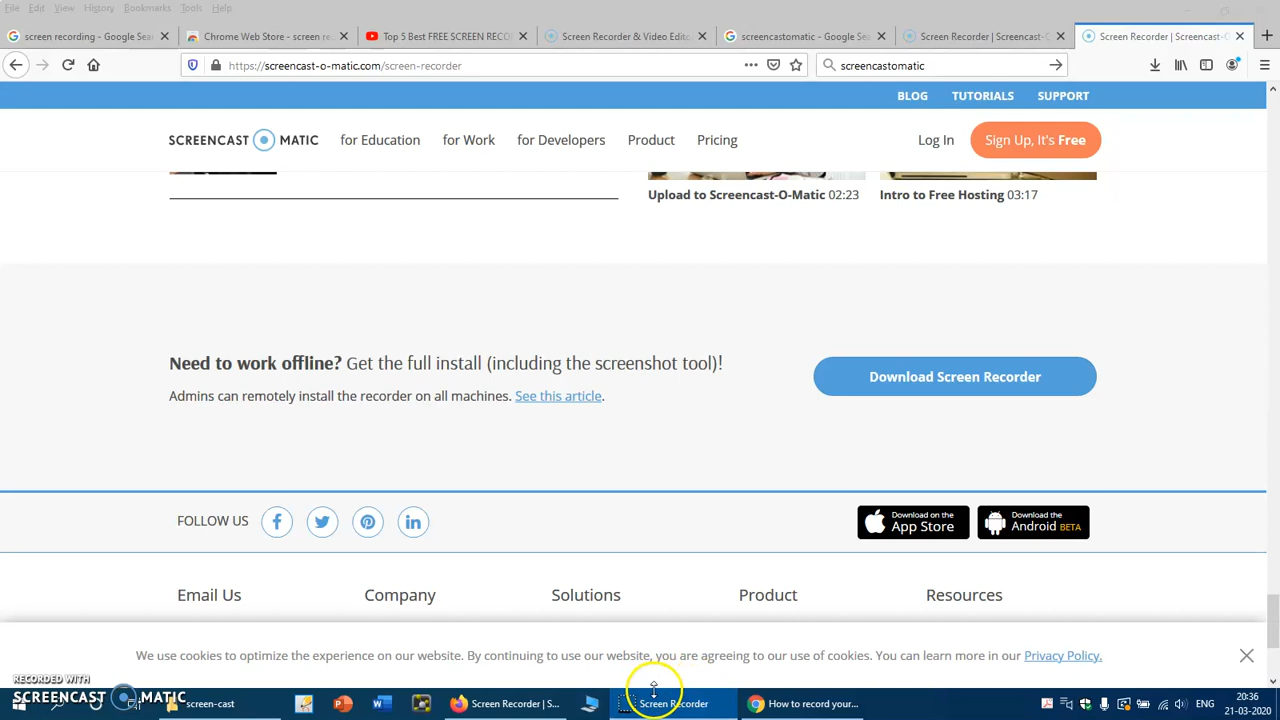 File Edit View History Bookmarks Tools Help
screen recording - Google Sea
Chrome Web Store - screen re
Top 5 Best FREE SCREEN RECO
Screen Recorder & Video Edito
screencastomatic - Google Se
Screen Recorder | Screencast-O
Screen Recorder | Screencast-O
https://screencast-o-matic.com/screen-recorder
screencastomatic
BLOG TUTORIALS SUPPORT
SCREENCAST MATIC for Education for Work for Developers Product Pricing Log In Sign Up, It's Free
Upload to Screencast-O-Matic 02:23 Intro to Free Hosting 03:17
Need to work offline? Get the full install (including the screenshot tool)!
Download Screen Recorder
Admins can remotely install the recorder on all machines. See this article.
FOLLOW US
Download on the
App Store
Download the
Android BETA
Email Us Company Solutions Product Resources
We use cookies to optimize the experience on our website. By continuing to use our website, you are agreeing to our use of cookies. You can learn more in our Privacy Policy.
RECORDED WITH
SCREENCAST MATIC
screen-cast
Screen Recorder | S...
Screen Recorder
How to record your...
ENG
20:36
21-03-2020